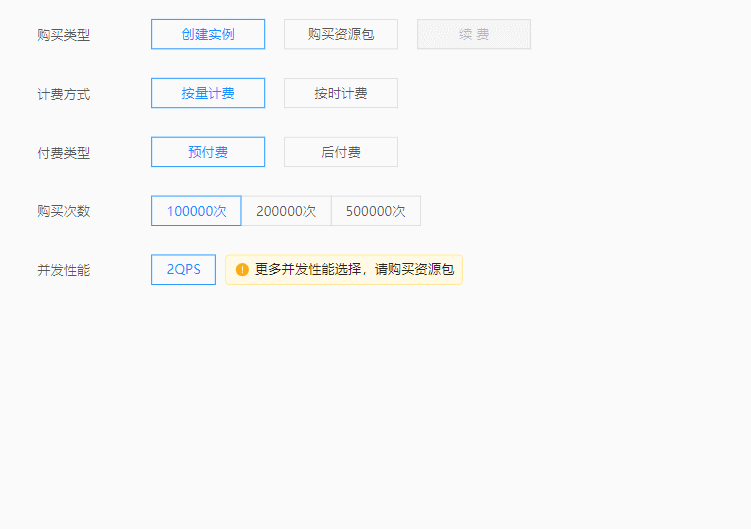 购买类型 创建实例 购买资源包 续 费
计费方式 按量计费 按时计费
付费类型 预付费 后付费
购买次数 100000次 200000次 500000次
并发性能 2QPS 更多并发性能选择，请购买资源包